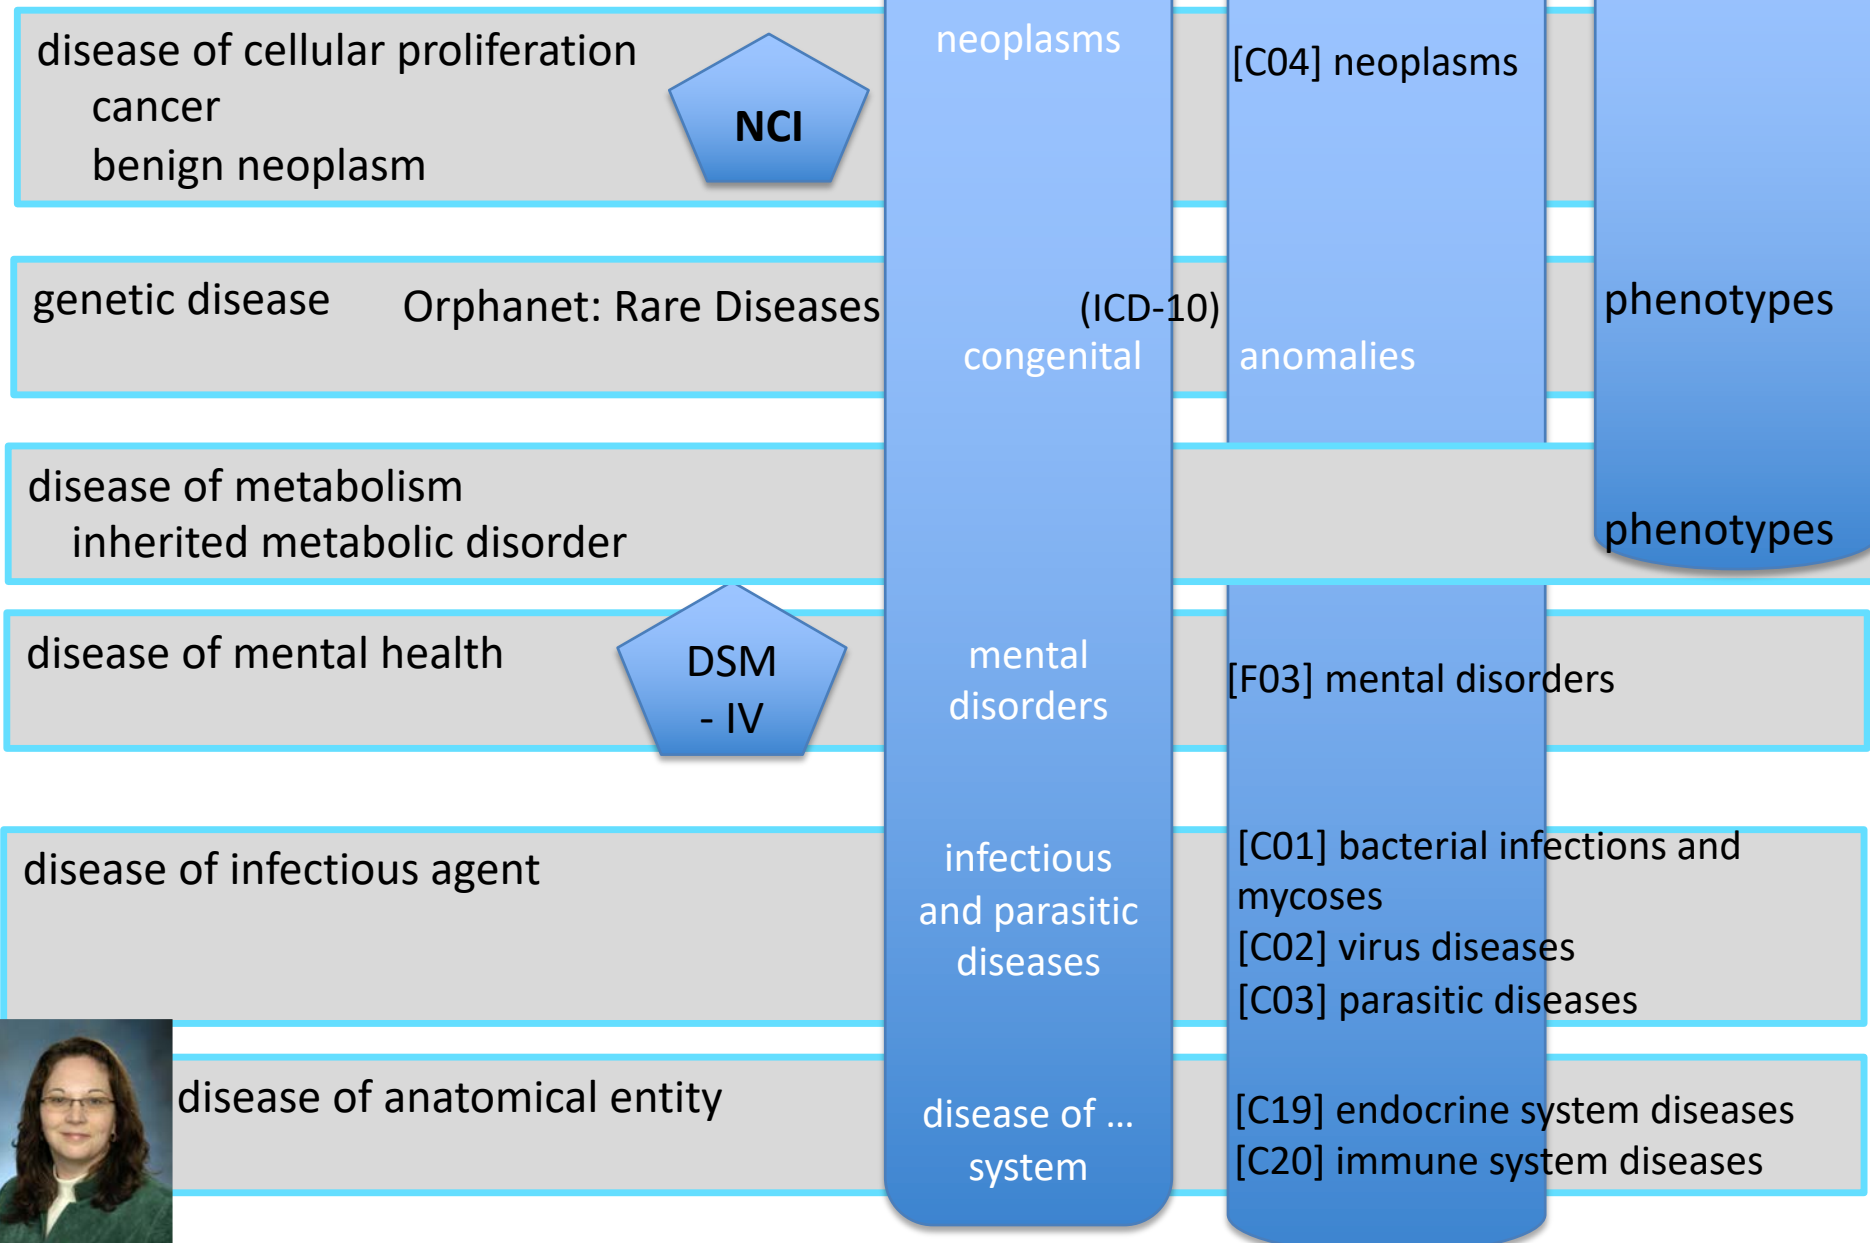 disease of cellular proliferation
cancer
benign neoplasm
NCI
neoplasms
[C04] neoplasms
genetic disease
Orphanet: Rare Diseases
(ICD-10)
congenital
anomalies
phenotypes
disease of metabolism
inherited metabolic disorder
phenotypes
disease of mental health
DSM
- IV
mental
disorders
[F03] mental disorders
disease of infectious agent
infectious
and parasitic
diseases
[C01] bacterial infections and
mycoses
[C02] virus diseases
[C03] parasitic diseases
disease of anatomical entity
disease of …
system
[C19] endocrine system diseases
[C20] immune system diseases